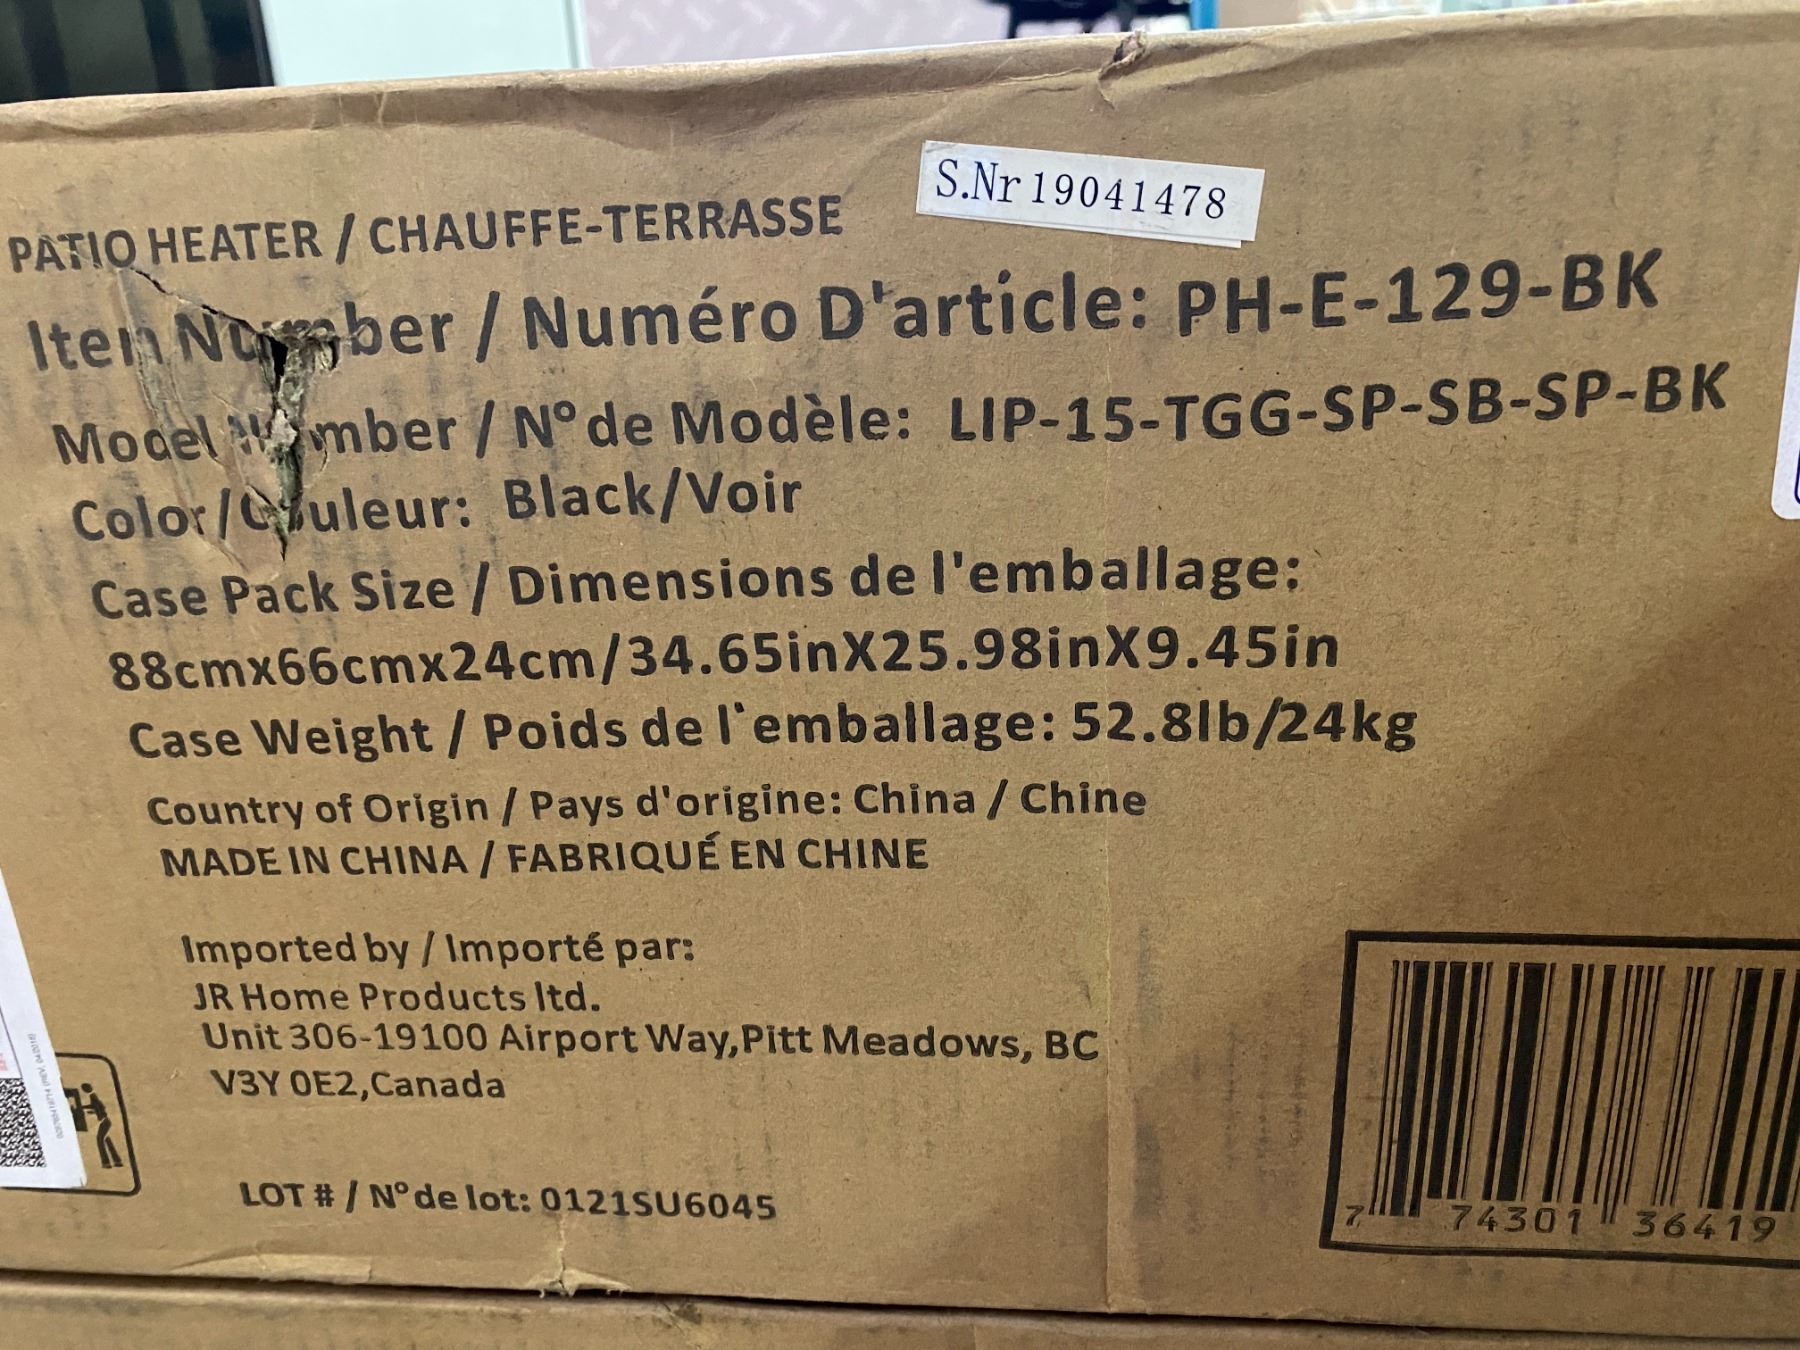 S.Nr 19041478
PATIO HEATER / CHAUFFE-TERRASSE
Item Number / Numéro D'article: PH-E-129-BK
Model Number / N° de Modèle: LIP-15-TGG-SP-SB-SP-BK
Color/Couleur: Black/Voir
Case Pack Size / Dimensions de l'emballage:
88cmx66cmx24cm/34.65inX25.98inX9.45in
Case Weight / Poids de l'emballage: 52.8lb/24kg
Country of Origin / Pays d'origine: China / Chine
MADE IN CHINA / FABRIQUÉ EN CHINE
Imported by / Importé par:
JR Home Products ltd.
Unit 306-19100 Airport Way,Pitt Meadows, BC
V3Y 0E2,Canada
LOT # / N° de lot: 0121SU6045
7 74301 36419